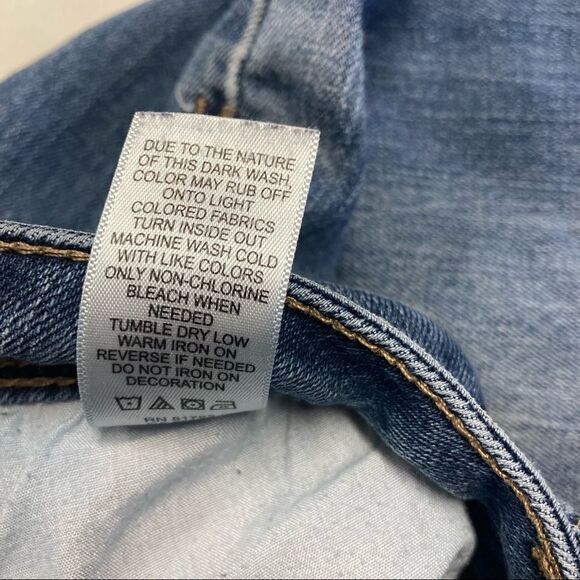 DUE TO THE NATURE
OF THIS DARK WASH,
COLOR MAY RUB OFF
ONTO LIGHT
COLORED FABRICS
TURN INSIDE OUT
MACHINE WASH COLD
WITH LIKE COLORS
ONLY NON-CHLORINE
BLEACH WHEN
NEEDED
TUMBLE DRY LOW
WARM IRON ON
REVERSE IF NEEDED
DO NOT IRON ON
DECORATION
RN